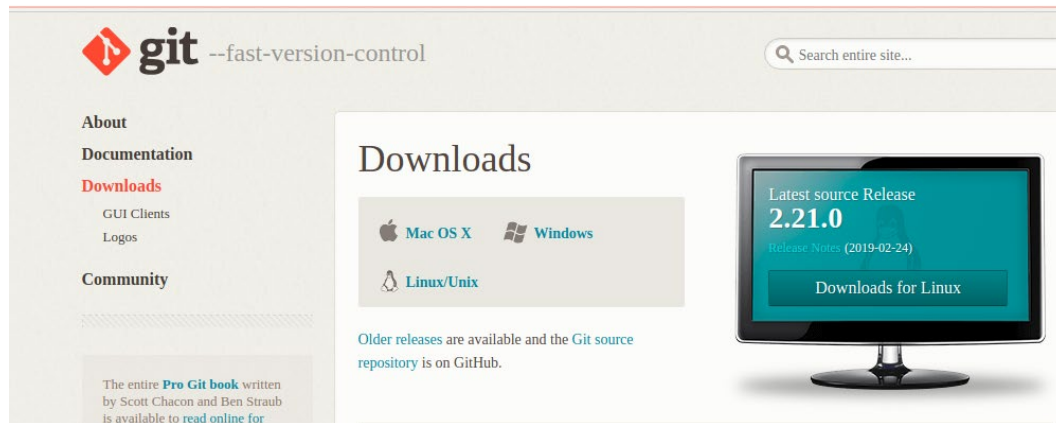 git --fast-version-control
Search entire site...
About
Documentation
Downloads
GUI Clients
Logos
Community
The entire Pro Git book written
by Scott Chacon and Ben Straub
is available to read online for
Downloads
Mac OS X Windows
Linux/Unix
Older releases are available and the Git source
repository is on GitHub.
Latest source Release
2.21.0
Release Notes (2019-02-24)
Downloads for Linux